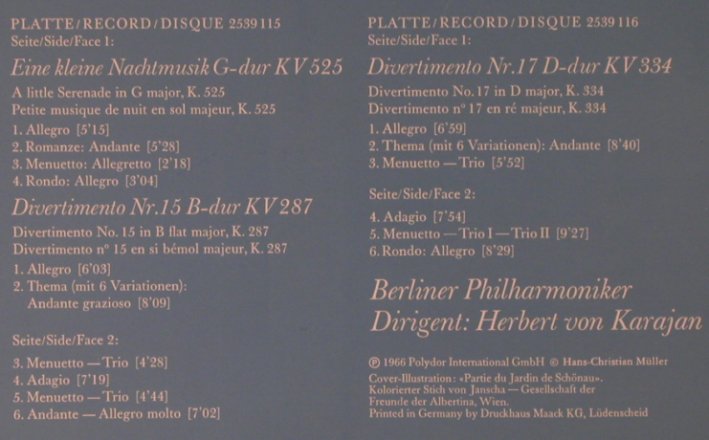 PLATTE/RECORD/DISQUE 2539 115
Seite/Side/Face 1:
Eine kleine Nachtmusik G-dur KV 525
A little Serenade in G major, K. 525
Petite musique de nuit en sol majeur, K. 525
1. Allegro [5'15]
2. Romanze: Andante [5'28]
3. Menuetto: Allegretto [2'18]
4. Rondo: Allegro [3'04]
Divertimento Nr.15 B-dur KV 287
Divertimento No. 15 in B flat major, K. 287
Divertimento n° 15 en si bémol majeur, K. 287
1. Allegro [6'03]
2. Thema (mit 6 Variationen):
Andante grazioso [8'09]
Seite/Side/Face 2:
3. Menuetto — Trio [4'28]
4. Adagio [7'19]
5. Menuetto — Trio [4'44]
6. Andante — Allegro molto [7'02]
PLATTE/RECORD/DISQUE 2539 116
Seite/Side/Face 1:
Divertimento Nr.17 D-dur KV 334
Divertimento No. 17 in D major, K. 334
Divertimento n° 17 en ré majeur, K. 334
1. Allegro [6'59]
2. Thema (mit 6 Variationen): Andante [8'40]
3. Menuetto — Trio [5'52]
Seite/Side/Face 2:
4. Adagio [7'54]
5. Menuetto — Trio I — Trio II [9'27]
6. Rondo: Allegro [8'29]
Berliner Philharmoniker
Dirigent: Herbert von Karajan
℗ 1966 Polydor International GmbH © Hans-Christian Müller
Cover-Illustration: «Partie du Jardin de Schönau».
Kolorierter Stich von Janscha — Gesellschaft der
Freunde der Albertina, Wien.
Printed in Germany by Druckhaus Maack KG, Lüdenscheid